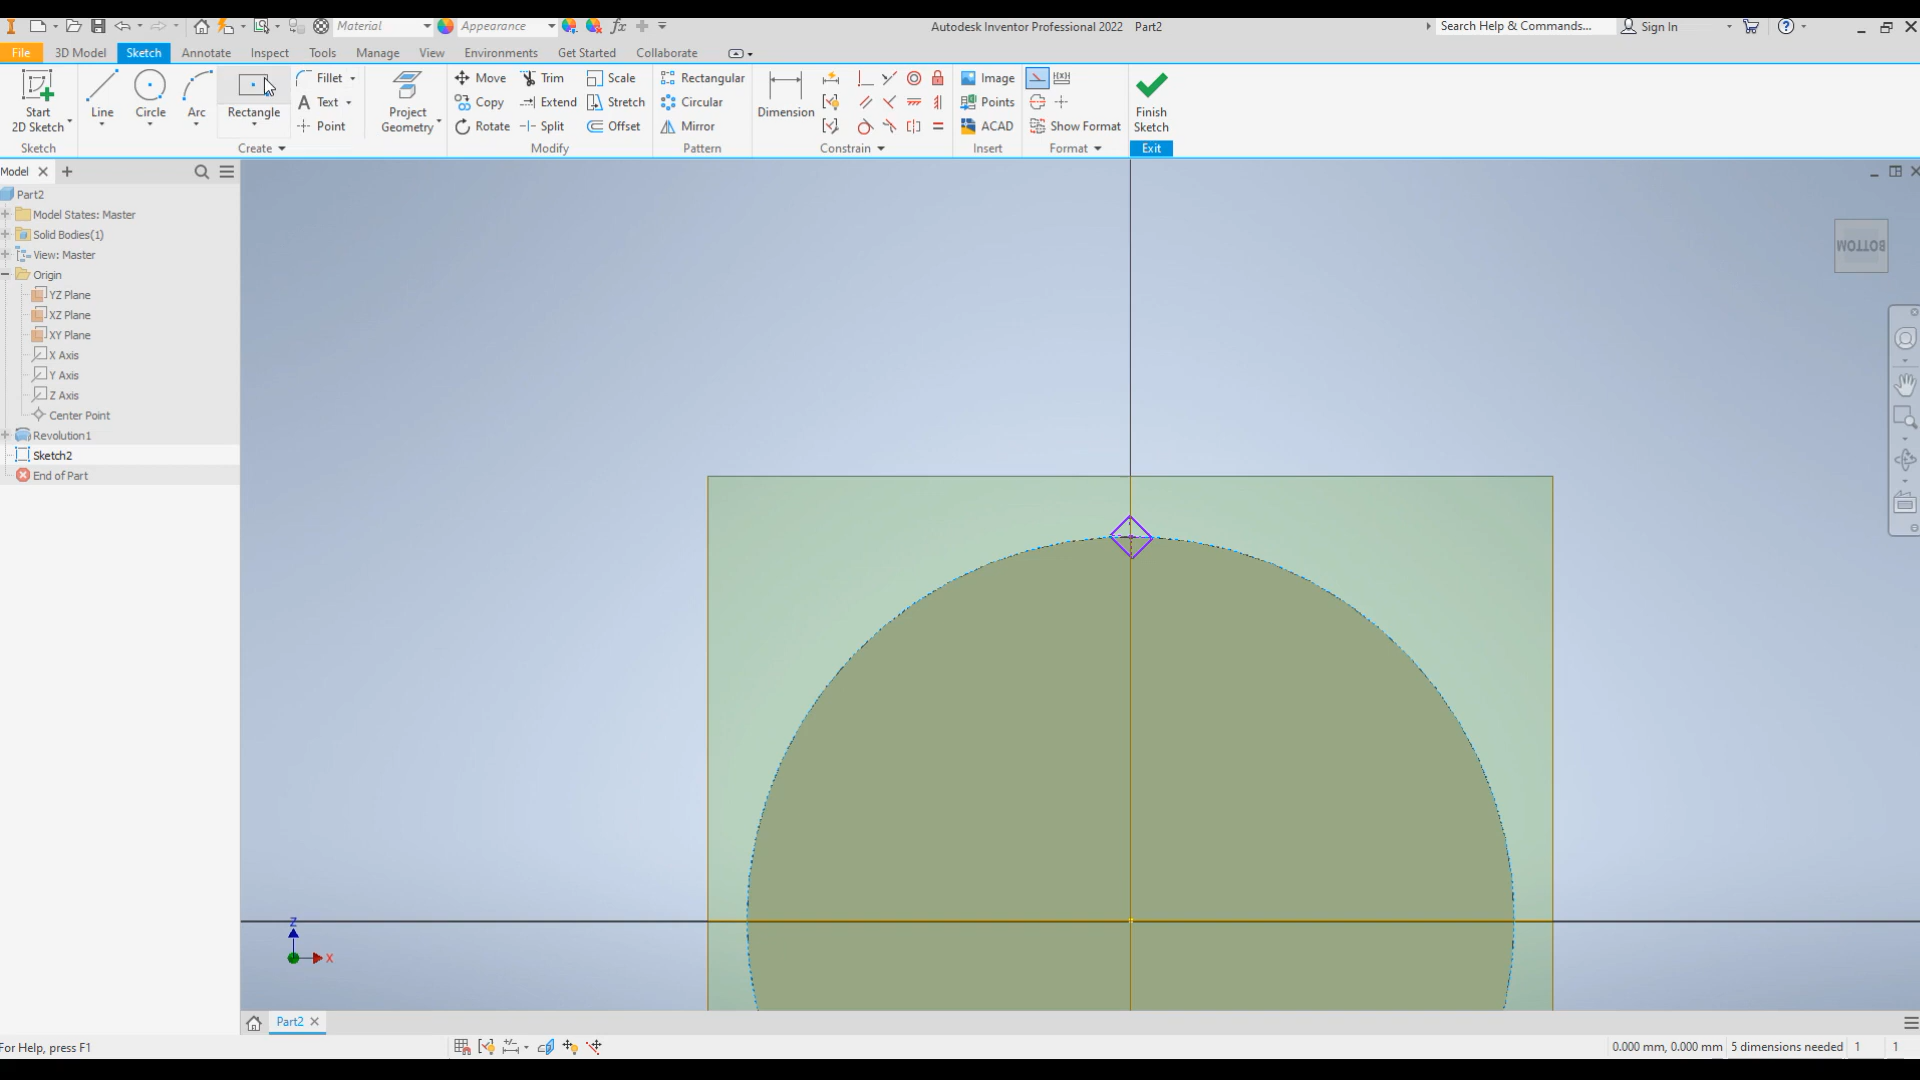 Material Appearance fx Autodesk Inventor Professional 2022 Part2 Search Help & Commands... Sign In
File 3D Model Sketch Annotate Inspect Tools Manage View Environments Get Started Collaborate
Start 2D Sketch
Line
Circle
Arc
Rectangle
Fillet
Text
Point
Project Geometry
Move Trim Scale
Copy Extend Stretch
Rotate Split Offset
Rectangular
Circular
Mirror
Dimension
Image
Points
ACAD
Show Format
Finish Sketch
Sketch Create Modify Pattern Constrain Insert Format Exit
Model
Part2
Model States: Master
Solid Bodies(1)
View: Master
Origin
YZ Plane
XZ Plane
XY Plane
X Axis
Y Axis
Z Axis
Center Point
Revolution1
Sketch2
End of Part
BOTTOM
Z
X
Part2
For Help, press F1
0.000 mm, 0.000 mm 5 dimensions needed 1 1